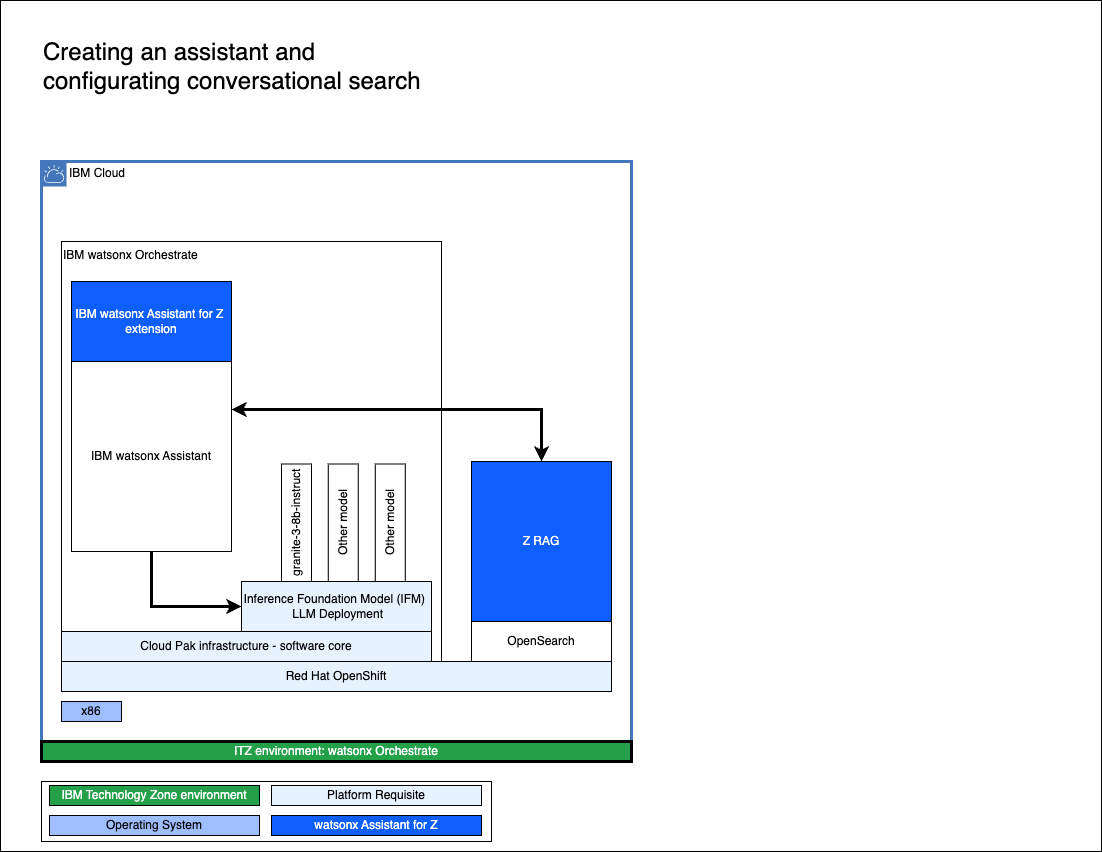 Creating an assistant and
configurating conversational search
IBM Cloud
IBM watsonx Orchestrate
IBM watsonx Assistant for Z
extension
IBM watsonx Assistant
granite-3-8b-instruct
Other model
Other model
Z RAG
Inference Foundation Model (IFM)
LLM Deployment
OpenSearch
Cloud Pak infrastructure - software core
Red Hat OpenShift
x86
ITZ environment: watsonx Orchestrate
IBM Technology Zone environment
Platform Requisite
Operating System
watsonx Assistant for Z